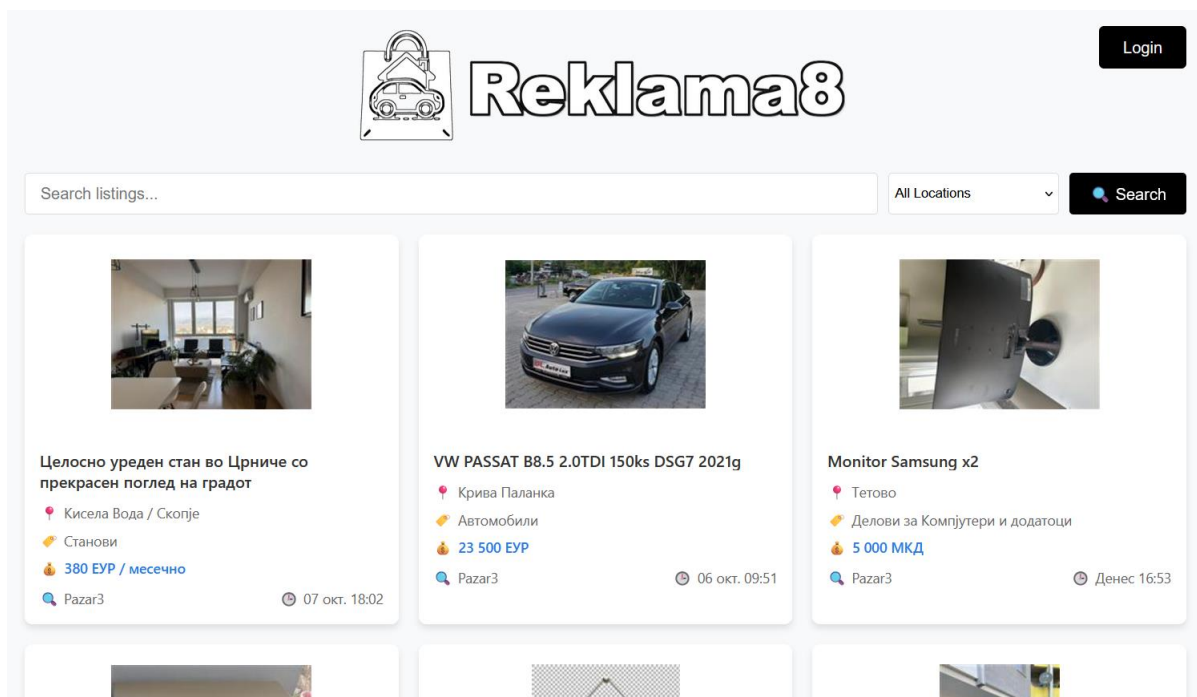 Login
Reklama8
Search listings...
All Locations
Search
Целосно уреден стан во Црниче со
прекрасен поглед на градот
Кисела Вода / Скопје
Станови
380 ЕУР / месечно
Pazar3
07 окт. 18:02
VW PASSAT B8.5 2.0TDI 150ks DSG7 2021g
Крива Паланка
Автомобили
23 500 ЕУР
Pazar3
06 окт. 09:51
Monitor Samsung x2
Тетово
Делови за Компјутери и додатоци
5 000 МКД
Pazar3
Денес 16:53